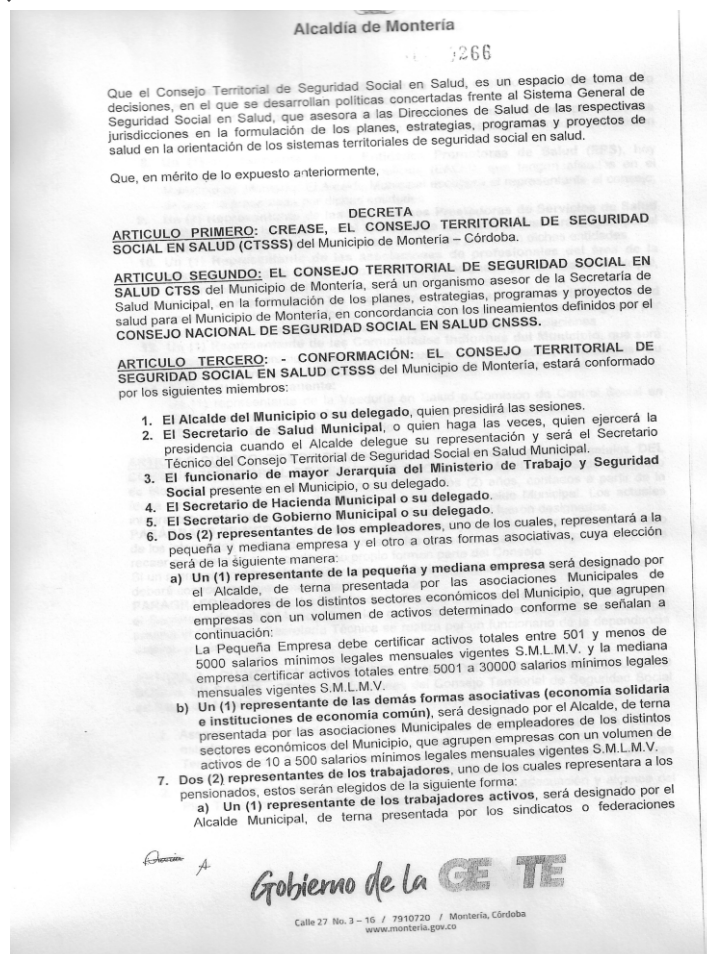 Alcaldía de Montería
266
Que el Consejo Territorial de Seguridad Social en Salud, es un espacio de toma de
decisiones, en el que se desarrollan políticas concertadas frente al Sistema General de
Seguridad Social en Salud, que asesora a las Direcciones de Salud de las respectivas
jurisdicciones en la formulación de los planes, estrategias, programas y proyectos de
salud en la orientación de los sistemas territoriales de seguridad social en salud.
Que, en mérito de lo expuesto anteriormente,
DECRETA
ARTICULO PRIMERO: CREASE, EL CONSEJO TERRITORIAL DE SEGURIDAD
SOCIAL EN SALUD (CTSSS) del Municipio de Montería – Córdoba.
ARTICULO SEGUNDO: EL CONSEJO TERRITORIAL DE SEGURIDAD SOCIAL EN
SALUD CTSS del Municipio de Montería, será un organismo asesor de la Secretaría de
Salud Municipal, en la formulación de los planes, estrategias, programas y proyectos de
salud para el Municipio de Montería, en concordancia con los lineamientos definidos por el
CONSEJO NACIONAL DE SEGURIDAD SOCIAL EN SALUD CNSSS.
ARTICULO TERCERO: - CONFORMACIÓN: EL CONSEJO TERRITORIAL DE
SEGURIDAD SOCIAL EN SALUD CTSSS del Municipio de Montería, estará conformado
por los siguientes miembros:
1. El Alcalde del Municipio o su delegado, quien presidirá las sesiones.
2. El Secretario de Salud Municipal, o quien haga las veces, quien ejercerá la
presidencia cuando el Alcalde delegue su representación y será el Secretario
Técnico del Consejo Territorial de Seguridad Social en Salud Municipal.
3. El funcionario de mayor Jerarquía del Ministerio de Trabajo y Seguridad
Social presente en el Municipio, o su delegado.
4. El Secretario de Hacienda Municipal o su delegado.
5. El Secretario de Gobierno Municipal o su delegado.
6. Dos (2) representantes de los empleadores, uno de los cuales, representará a la
pequeña y mediana empresa y el otro a otras formas asociativas, cuya elección
será de la siguiente manera:
a) Un (1) representante de la pequeña y mediana empresa será designado por
el Alcalde, de terna presentada por las asociaciones Municipales de
empleadores de los distintos sectores económicos del Municipio, que agrupen
empresas con un volumen de activos determinado conforme se señalan a
continuación:
La Pequeña Empresa debe certificar activos totales entre 501 y menos de
5000 salarios mínimos legales mensuales vigentes S.M.L.M.V. y la mediana
empresa certificar activos totales entre 5001 a 30000 salarios mínimos legales
mensuales vigentes S.M.L.M.V.
b) Un (1) representante de las demás formas asociativas (economía solidaria
e instituciones de economía común), será designado por el Alcalde, de terna
presentada por las asociaciones Municipales de empleadores de los distintos
sectores económicos del Municipio, que agrupen empresas con un volumen de
activos de 10 a 500 salarios mínimos legales mensuales vigentes S.M.L.M.V.
7. Dos (2) representantes de los trabajadores, uno de los cuales representara a los
pensionados, estos serán elegidos de la siguiente forma:
a) Un (1) representante de los trabajadores activos, será designado por el
Alcalde Municipal, de terna presentada por los sindicatos o federaciones
Gobierno de la GENTE
Calle 27 No. 3 – 16 / 7910720 / Montería, Córdoba
www.monteria.gov.co